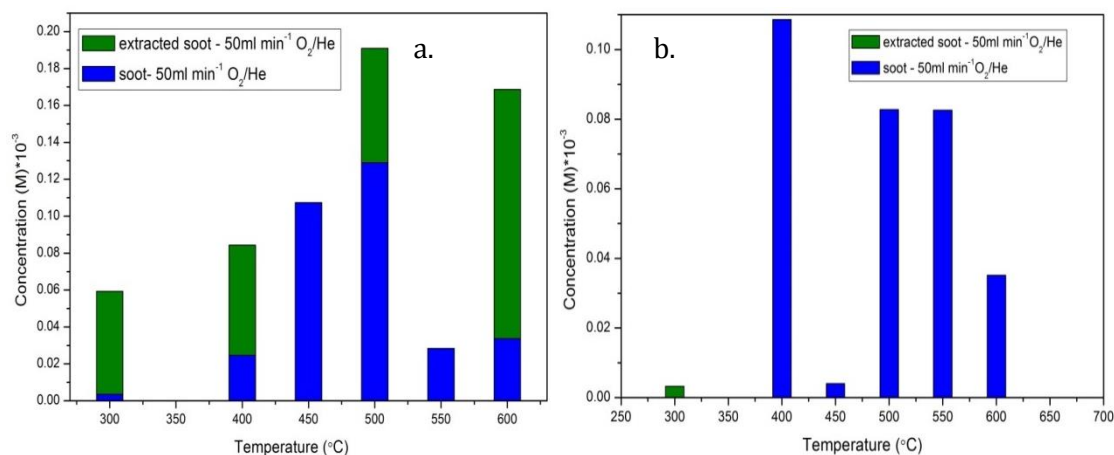 extracted soot - 50ml min⁻¹ O₂/He
soot- 50ml min⁻¹ O₂/He
a.
0.20
0.18
0.16
0.14
0.12
0.10
0.08
0.06
0.04
0.02
0.00
Concentration (M)*10⁻³
300 350 400 450 500 550 600
Temperature (°C)
b.
extracted soot - 50ml min⁻¹ O₂/He
soot - 50ml min⁻¹O₂/He
0.10
0.08
0.06
0.04
0.02
0.00
Concentration (M)*10⁻³
250 300 350 400 450 500 550 600 650 700
Temperature (°C)